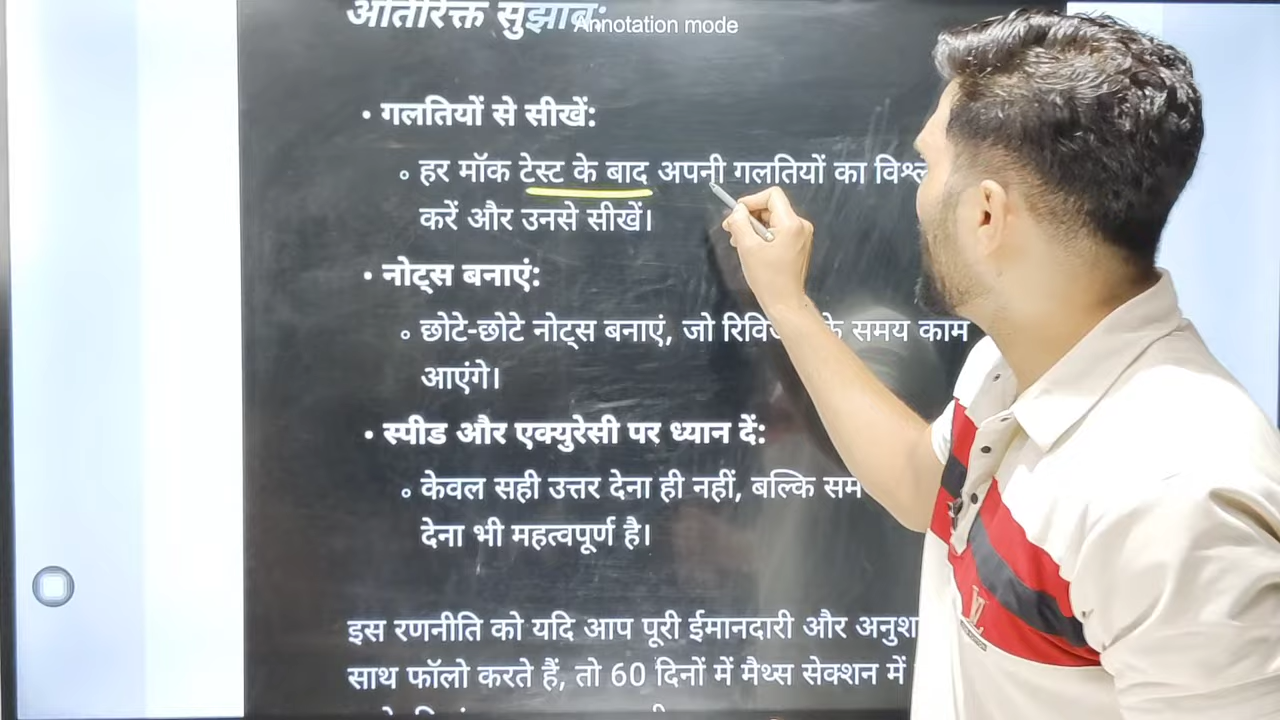 अतिरिक्त सुझाव:
Annotation mode
• गलतियों से सीखें:
◦ हर मॉक टेस्ट के बाद अपनी गलतियों का
करें और उनसे सीखें।
• नोट्स बनाएं:
◦ छोटे-छोटे नोट्स बनाएं, जो के समय काम
आएंगे।
• स्पीड और एक्युरेसी पर ध्यान दें:
◦ केवल सही उत्तर देना ही नहीं, बल्कि
देना भी महत्वपूर्ण है।
इस रणनीति को यदि आप पूरी ईमानदारी और
साथ फॉलो करते हैं, तो 60 दिनों में मैथ्स सेक्शन में